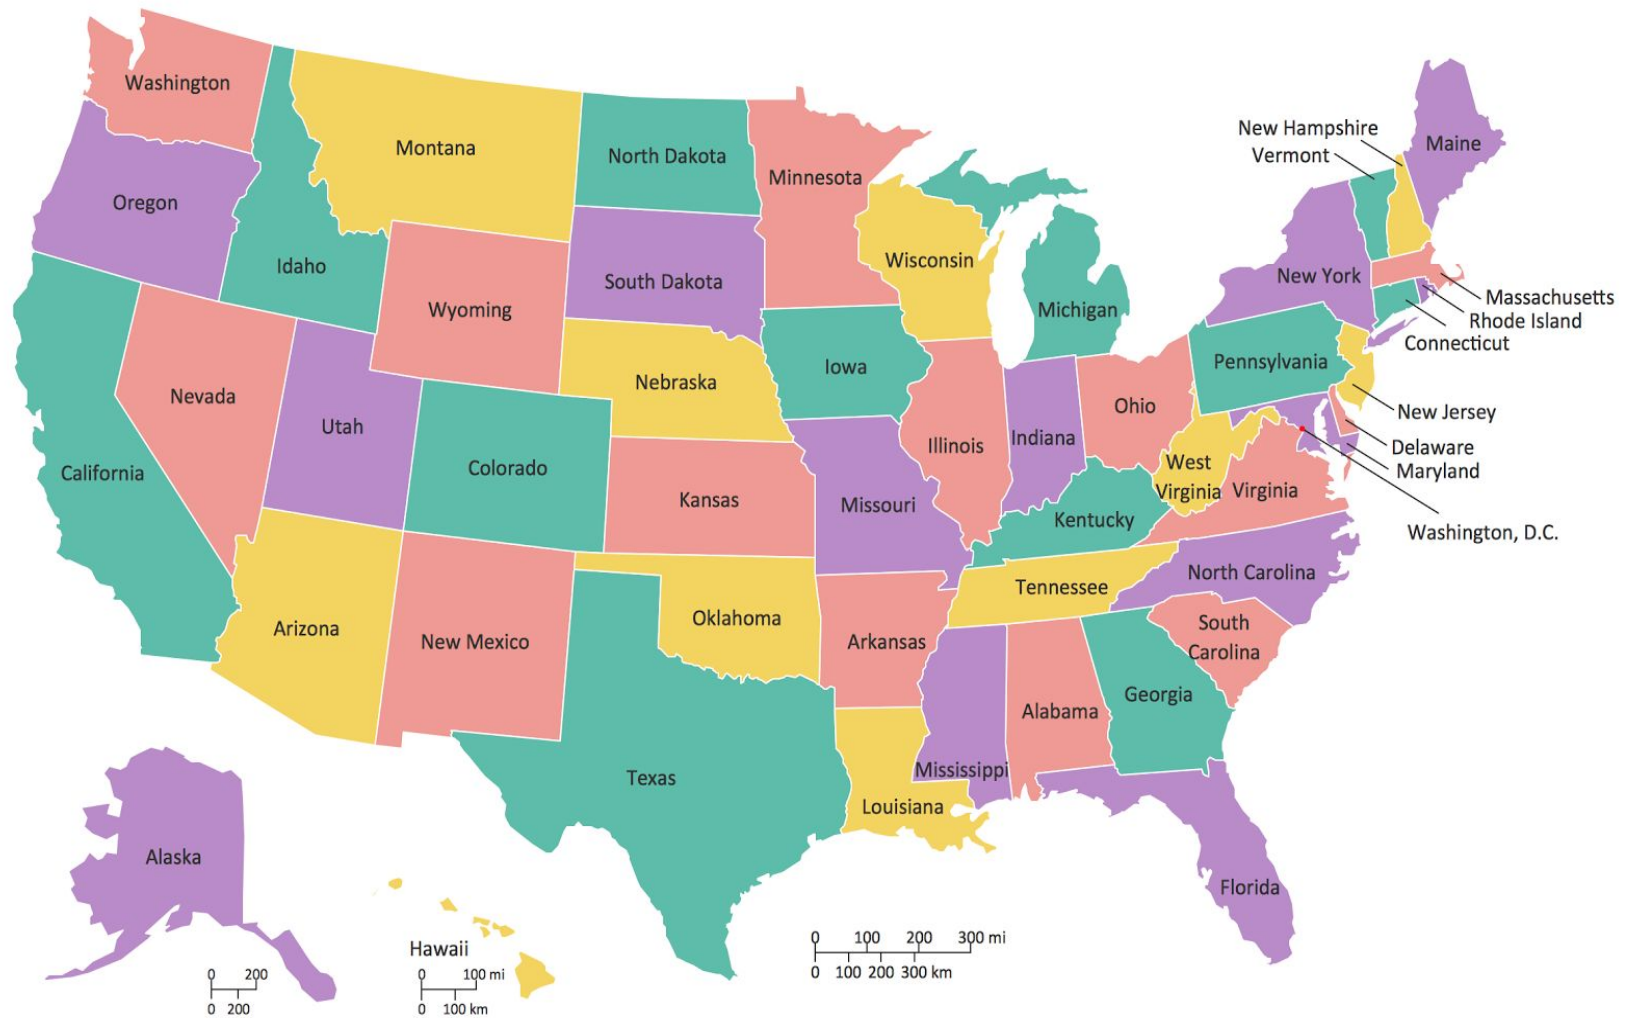 Washington
Montana
North Dakota
Minnesota
New Hampshire
Vermont
Maine
Oregon
Idaho
Wyoming
South Dakota
Wisconsin
Michigan
New York
Massachusetts
Rhode Island
Connecticut
Nevada
Utah
Nebraska
Iowa
Illinois
Indiana
Ohio
Pennsylvania
New Jersey
Delaware
Maryland
Washington, D.C.
California
Colorado
Kansas
Missouri
Kentucky
West
Virginia
Virginia
Arizona
New Mexico
Oklahoma
Arkansas
Tennessee
North Carolina
South
Carolina
Texas
Louisiana
Mississippi
Alabama
Georgia
Florida
Alaska
0 200
0 200
Hawaii
0 100 mi
0 100 km
0 100 200 300 mi
0 100 200 300 km